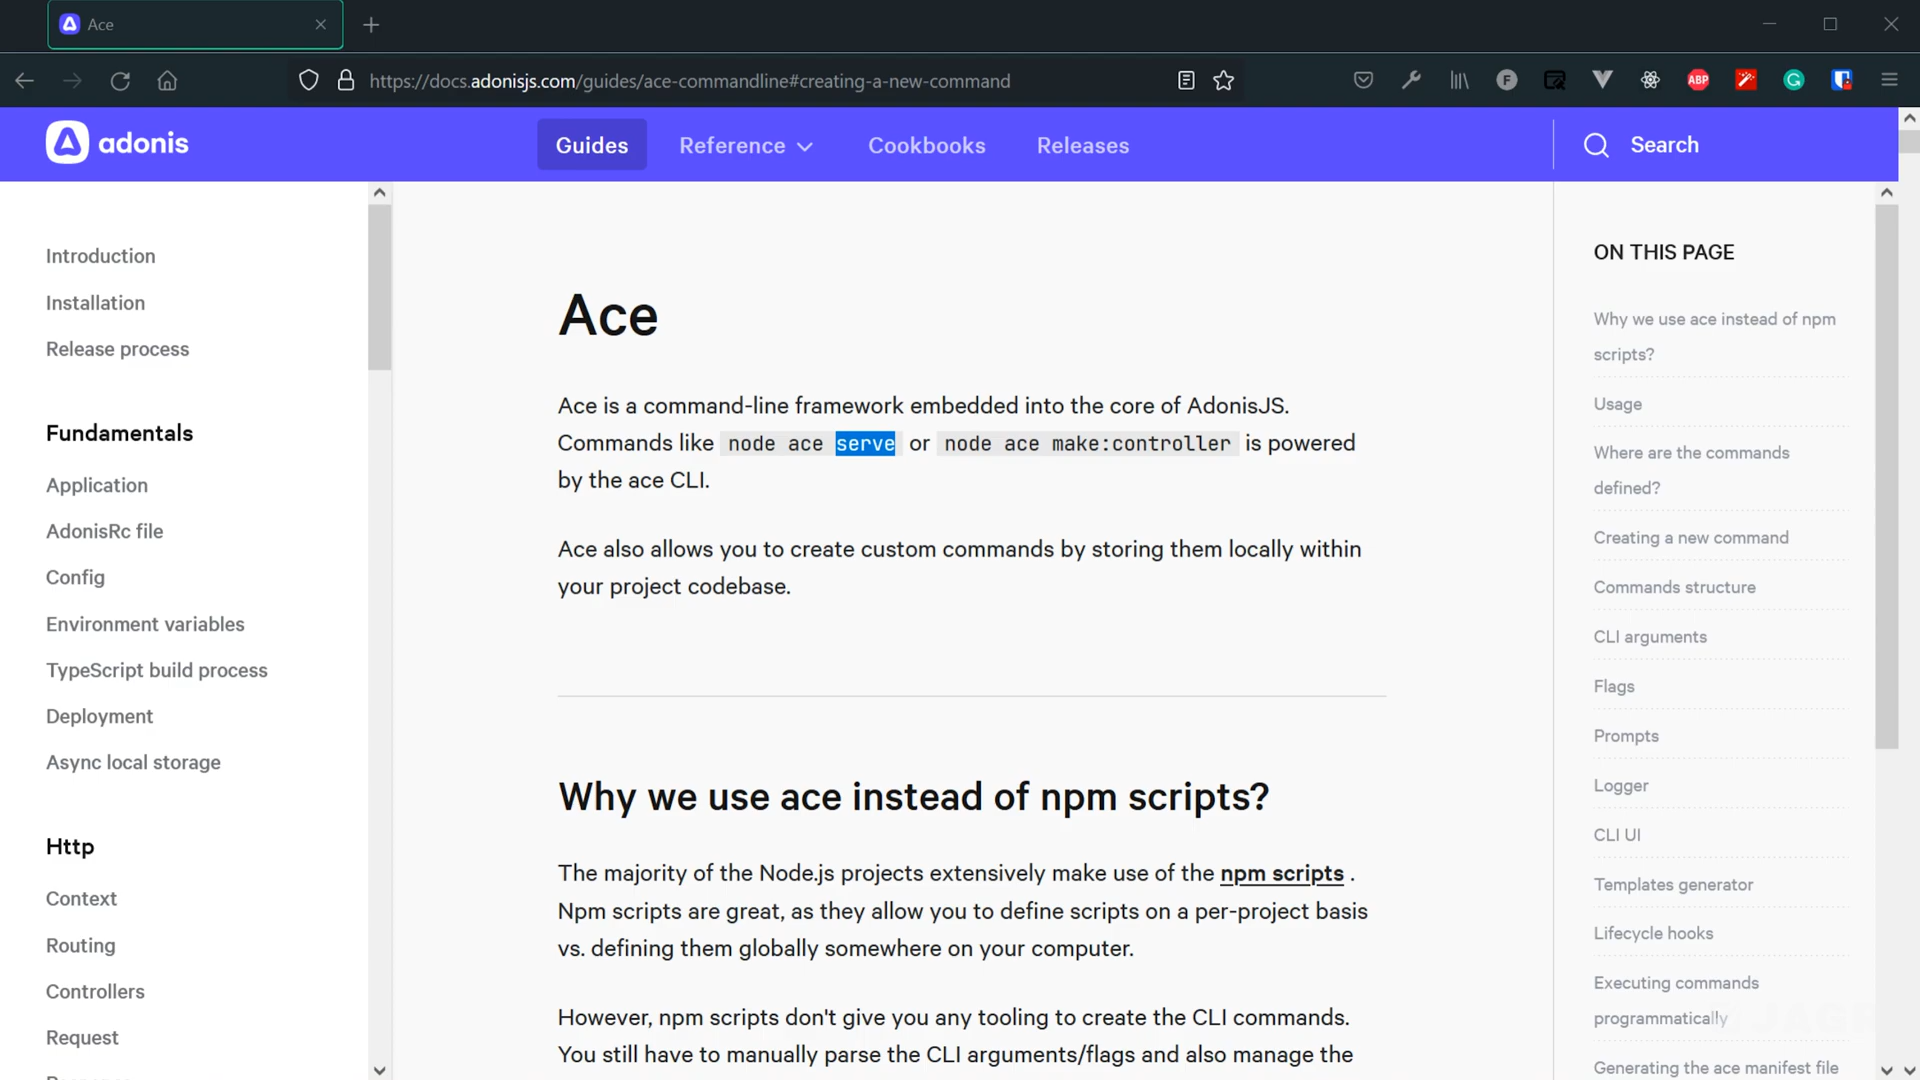 Ace
https://docs.adonisjs.com/guides/ace-commandline#creating-a-new-command
F
ABP
G
adonis
Guides
Reference
Cookbooks
Releases
Search
Introduction
Installation
Release process
Fundamentals
Application
AdonisRc file
Config
Environment variables
TypeScript build process
Deployment
Async local storage
Http
Context
Routing
Controllers
Request
Ace
Ace is a command-line framework embedded into the core of AdonisJS.
Commands like node ace serve or node ace make:controller is powered
by the ace CLI.
Ace also allows you to create custom commands by storing them locally within
your project codebase.
Why we use ace instead of npm scripts?
The majority of the Node.js projects extensively make use of the npm scripts .
Npm scripts are great, as they allow you to define scripts on a per-project basis
vs. defining them globally somewhere on your computer.
However, npm scripts don't give you any tooling to create the CLI commands.
You still have to manually parse the CLI arguments/flags and also manage the
ON THIS PAGE
Why we use ace instead of npm
scripts?
Usage
Where are the commands
defined?
Creating a new command
Commands structure
CLI arguments
Flags
Prompts
Logger
CLI UI
Templates generator
Lifecycle hooks
Executing commands
programmatically
Generating the ace manifest file